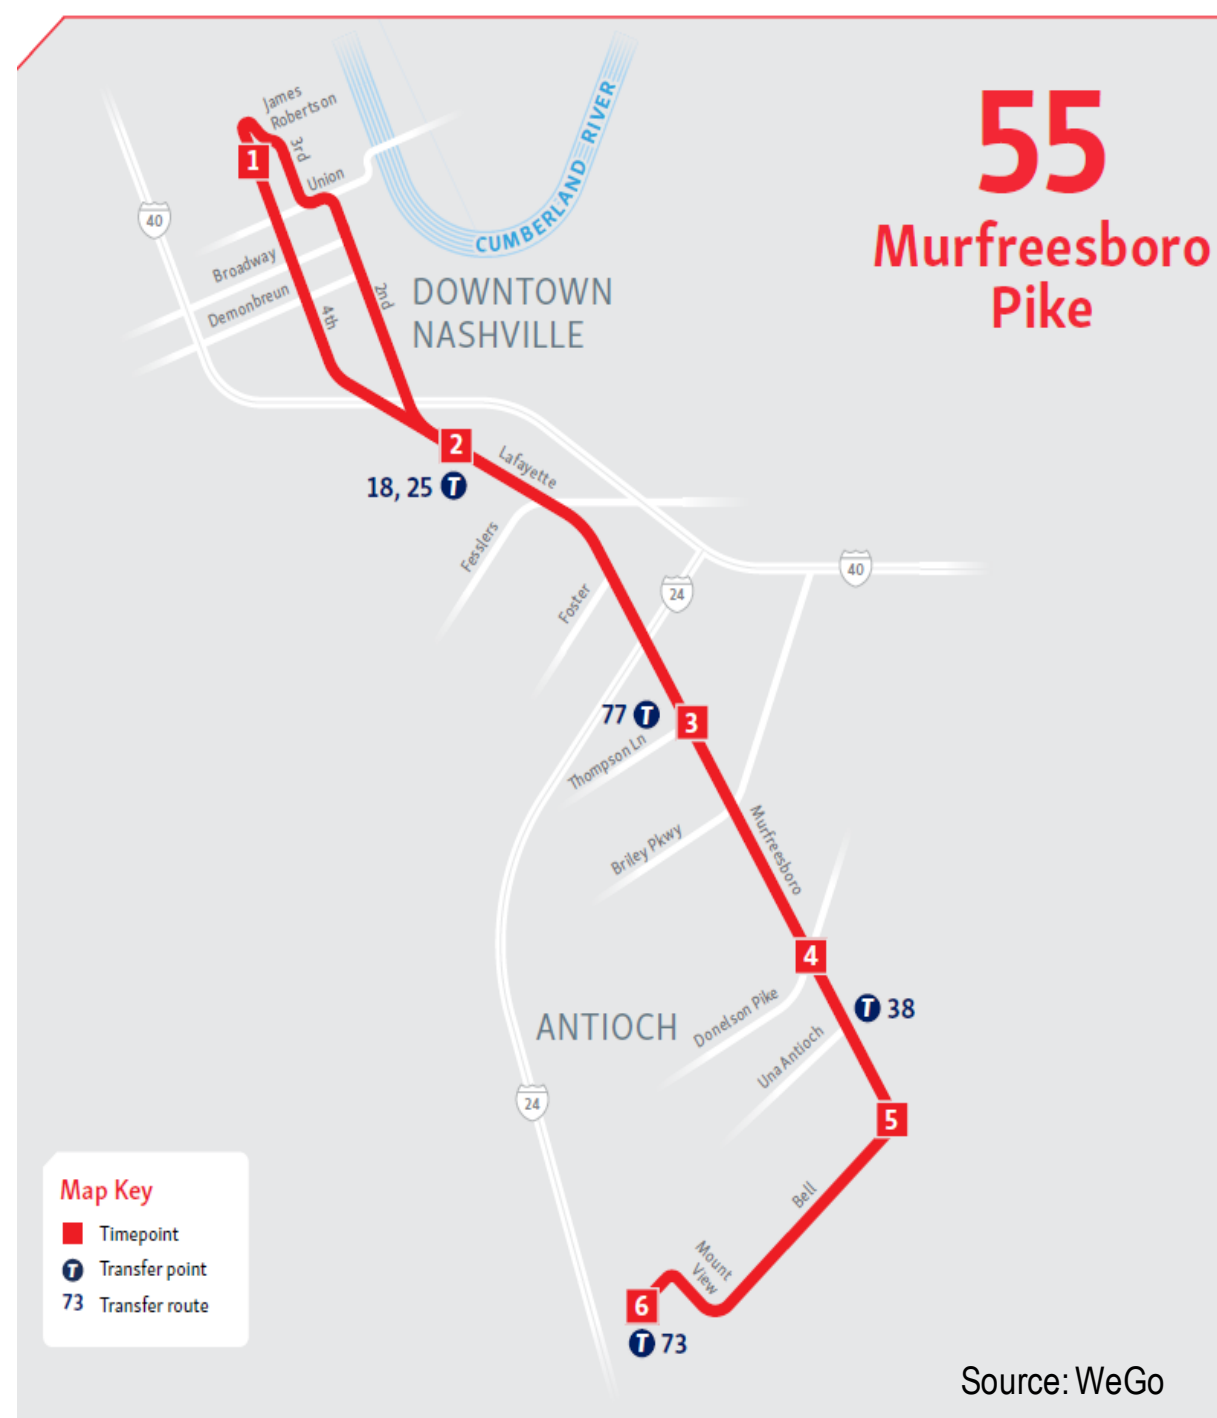 55
Murfreesboro
Pike
James
Robertson
3rd
Union
1
40
Broadway
Demonbreun
4th
2nd
CUMBERLAND RIVER
DOWNTOWN
NASHVILLE
2
18, 25 T
Lafayette
Fesslers
Foster
24
40
77 T
3
Thompson Ln
Briley Pkwy
Murfreesboro
4
Donelson Pike
T 38
ANTIOCH
Una Antioch
24
5
Bell
Mount
View
6
T 73
Map Key
Timepoint
T Transfer point
73 Transfer route
Source: WeGo